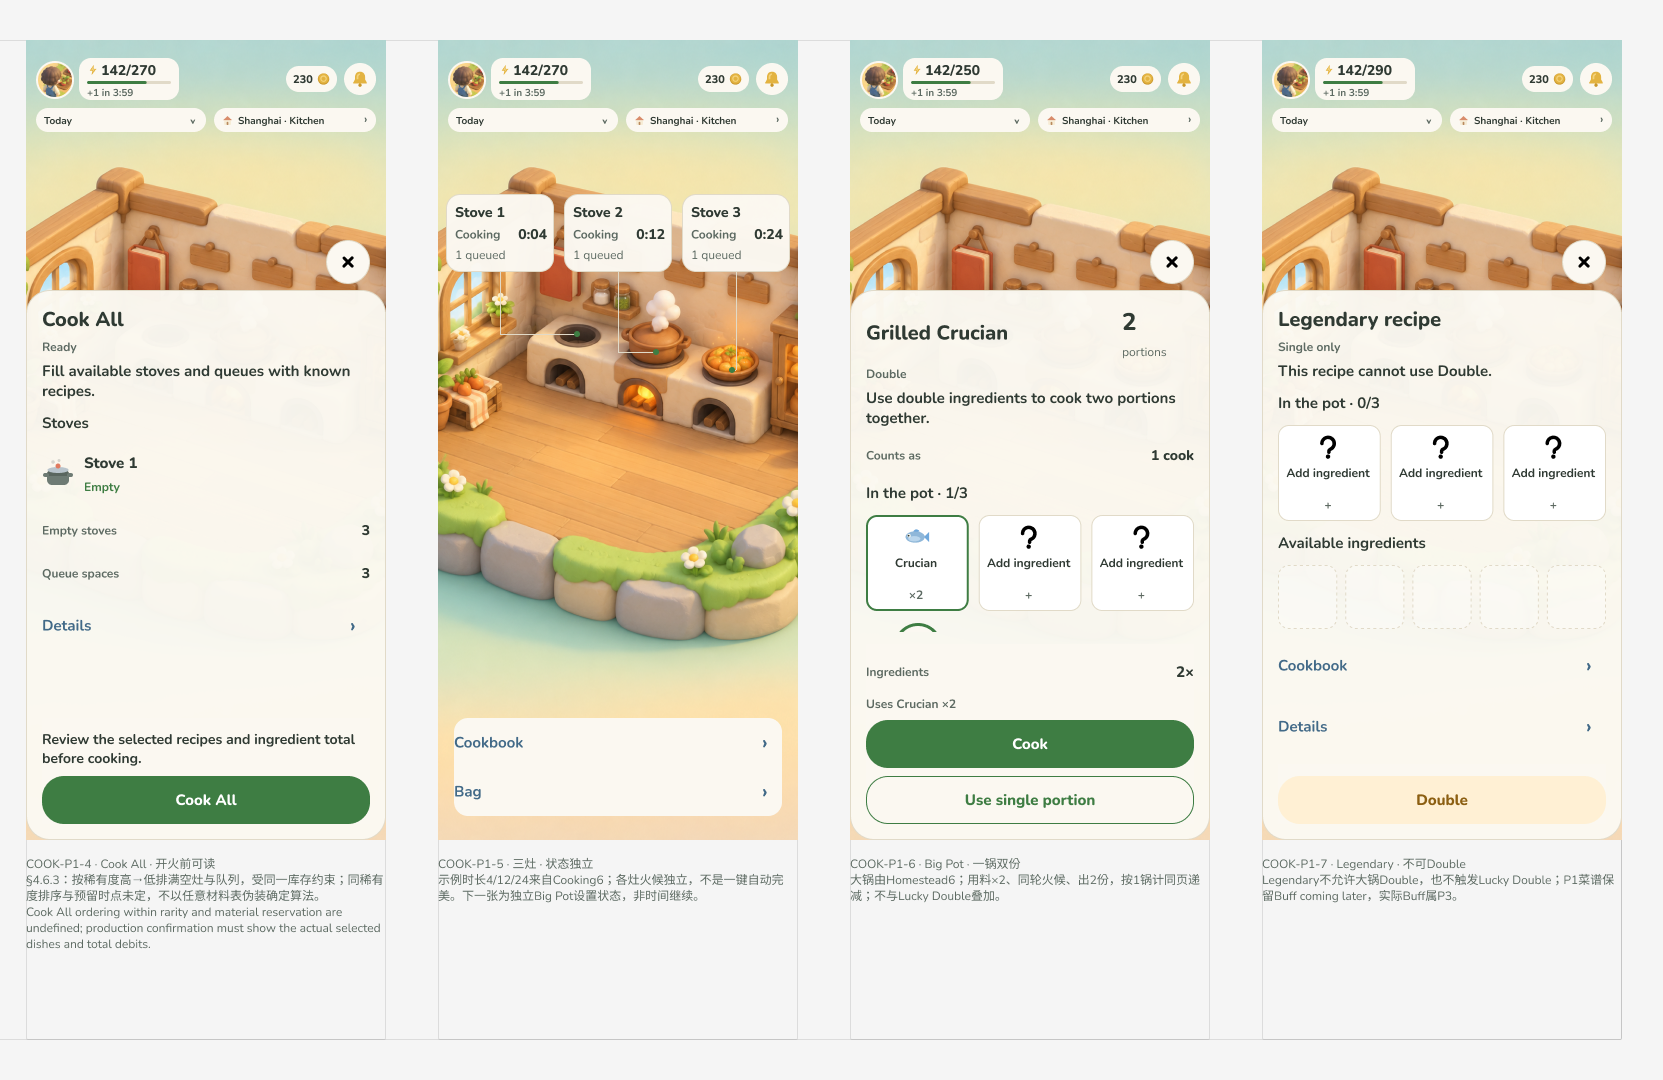 142/270
+1 in 3:59
230
Today
Shanghai · Kitchen
Cook All
Ready
Fill available stoves and queues with known
recipes.
Stoves
Stove 1
Empty
Empty stoves
3
Queue spaces
3
Details
Review the selected recipes and ingredient total
before cooking.
Cook All
COOK-P1-4 · Cook All · 开火前可读
§4.6.3：按稀有度高→低排满空灶与队列，受同一库存约束；同稀有
度排序与预留时点未定，不以任意材料表伪装确定算法。
Cook All ordering within rarity and material reservation are
undefined; production confirmation must show the actual selected
dishes and total debits.
142/270
+1 in 3:59
230
Today
Shanghai · Kitchen
Stove 1
Cooking 0:04
1 queued
Stove 2
Cooking 0:12
1 queued
Stove 3
Cooking 0:24
1 queued
Cookbook
Bag
COOK-P1-5 · 三灶 · 状态独立
示例时长4/12/24来自Cooking6；各灶火候独立，不是一键自动完
美。下一张为独立Big Pot设置状态，非时间继续。
142/250
+1 in 3:59
230
Today
Shanghai · Kitchen
Grilled Crucian
2
portions
Double
Use double ingredients to cook two portions
together.
Counts as
1 cook
In the pot · 1/3
Crucian
×2
Add ingredient
+
Add ingredient
+
Ingredients
2×
Uses Crucian ×2
Cook
Use single portion
COOK-P1-6 · Big Pot · 一锅双份
大锅由Homestead6；用料×2、同轮火候、出2份，按1锅计同页递
减；不与Lucky Double叠加。
142/290
+1 in 3:59
230
Today
Shanghai · Kitchen
Legendary recipe
Single only
This recipe cannot use Double.
In the pot · 0/3
?
Add ingredient
+
?
Add ingredient
+
?
Add ingredient
+
Available ingredients
Cookbook
Details
Double
COOK-P1-7 · Legendary · 不可Double
Legendary不允许大锅Double，也不触发Lucky Double；P1菜谱保
留Buff coming later，实际Buff属P3。